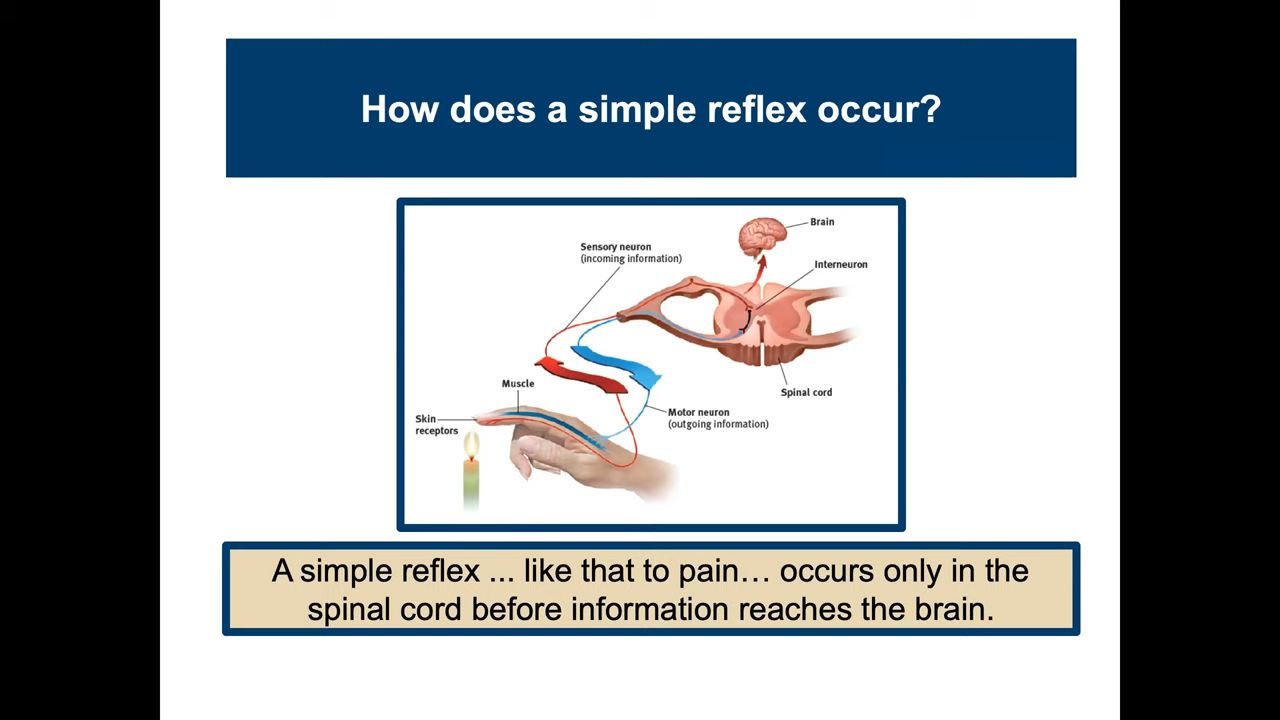 How does a simple reflex occur?
Brain
Sensory neuron
(incoming information)
Interneuron
Muscle
Spinal cord
Skin
receptors
Motor neuron
(outgoing information)
A simple reflex ... like that to pain… occurs only in the
spinal cord before information reaches the brain.